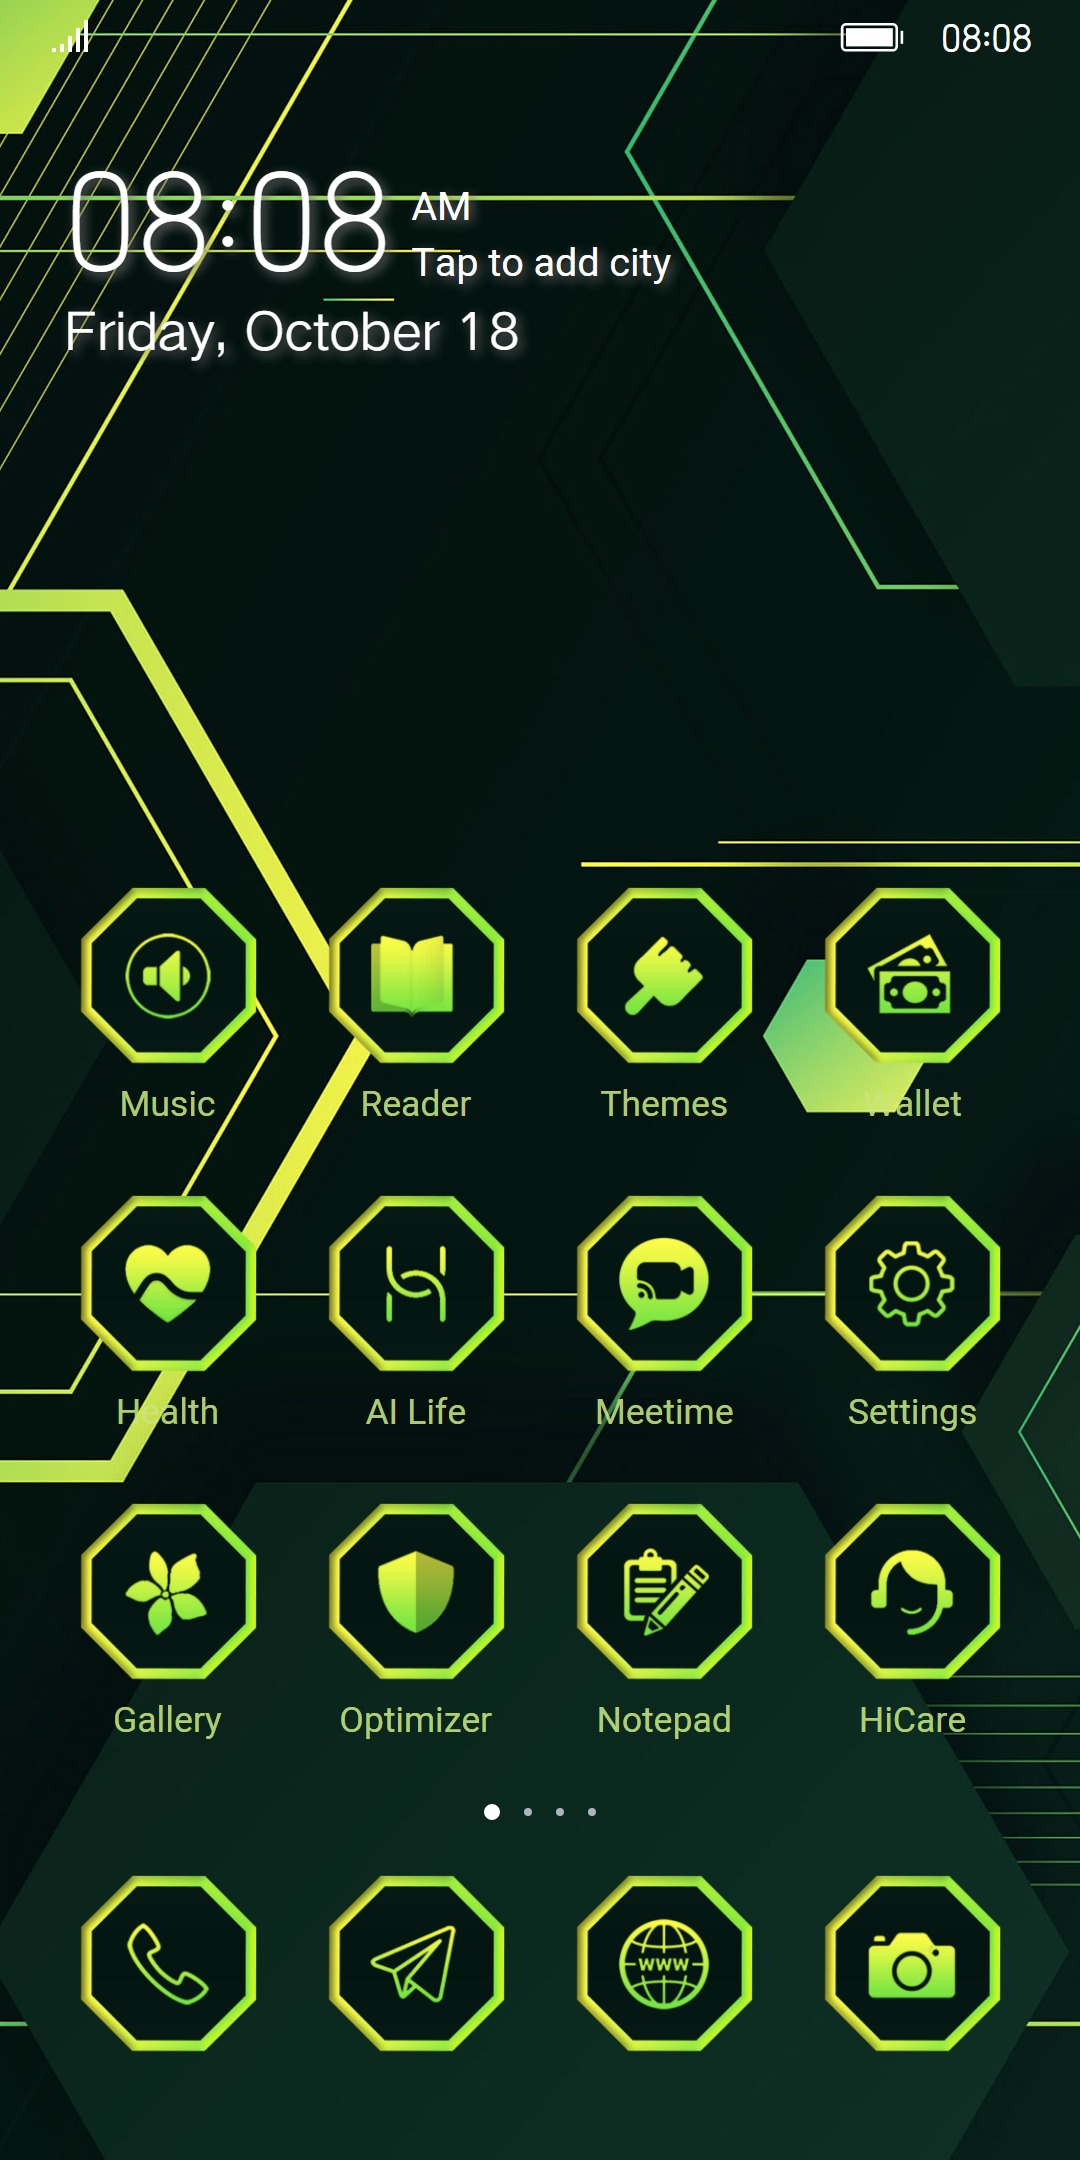 08:08
08:08 AM
Tap to add city
Friday, October 18
Music Reader Themes Wallet
Health AI Life Meetime Settings
Gallery Optimizer Notepad HiCare
WWW